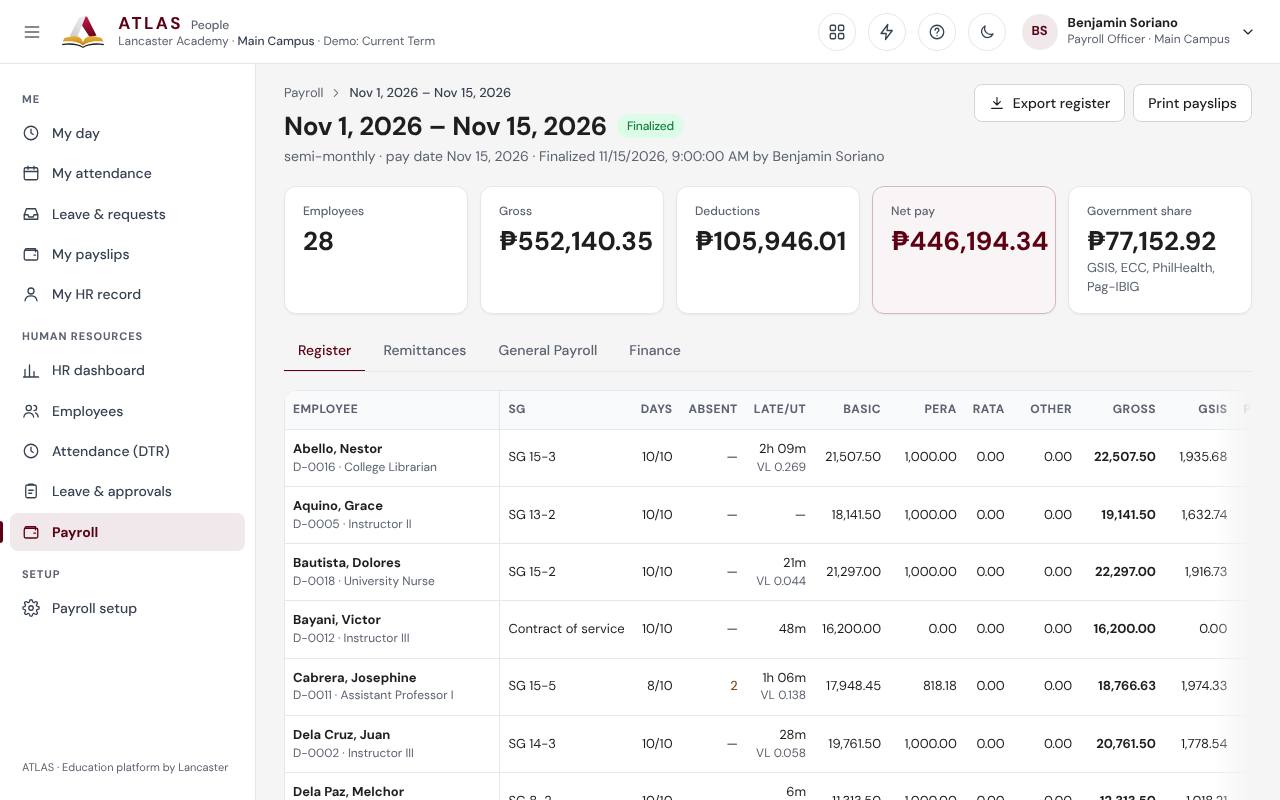 ATLAS People
Lancaster Academy · Main Campus · Demo: Current Term
BS
Benjamin Soriano
Payroll Officer · Main Campus
ME
My day
My attendance
Leave & requests
My payslips
My HR record
HUMAN RESOURCES
HR dashboard
Employees
Attendance (DTR)
Leave & approvals
Payroll
SETUP
Payroll setup
ATLAS · Education platform by Lancaster
Payroll > Nov 1, 2026 – Nov 15, 2026
Nov 1, 2026 – Nov 15, 2026 Finalized
semi-monthly · pay date Nov 15, 2026 · Finalized 11/15/2026, 9:00:00 AM by Benjamin Soriano
Export register
Print payslips
Employees
28
Gross
₱552,140.35
Deductions
₱105,946.01
Net pay
₱446,194.34
Government share
₱77,152.92
GSIS, ECC, PhilHealth,
Pag-IBIG
Register Remittances General Payroll Finance
EMPLOYEE SG DAYS ABSENT LATE/UT BASIC PERA RATA OTHER GROSS GSIS
Abello, Nestor
D-0016 · College Librarian
SG 15-3 10/10 — 2h 09m 21,507.50 1,000.00 0.00 0.00 22,507.50 1,935.68
VL 0.269
Aquino, Grace
D-0005 · Instructor II
SG 13-2 10/10 — — 18,141.50 1,000.00 0.00 0.00 19,141.50 1,632.74
Bautista, Dolores
D-0018 · University Nurse
SG 15-2 10/10 — 21m 21,297.00 1,000.00 0.00 0.00 22,297.00 1,916.73
VL 0.044
Bayani, Victor
D-0012 · Instructor III
Contract of service 10/10 — 48m 16,200.00 0.00 0.00 0.00 16,200.00 0.00
Cabrera, Josephine
D-0011 · Assistant Professor I
SG 15-5 8/10 2 1h 06m 17,948.45 818.18 0.00 0.00 18,766.63 1,974.33
VL 0.138
Dela Cruz, Juan
D-0002 · Instructor III
SG 14-3 10/10 — 28m 19,761.50 1,000.00 0.00 0.00 20,761.50 1,778.54
VL 0.058
Dela Paz, Melchor
6m